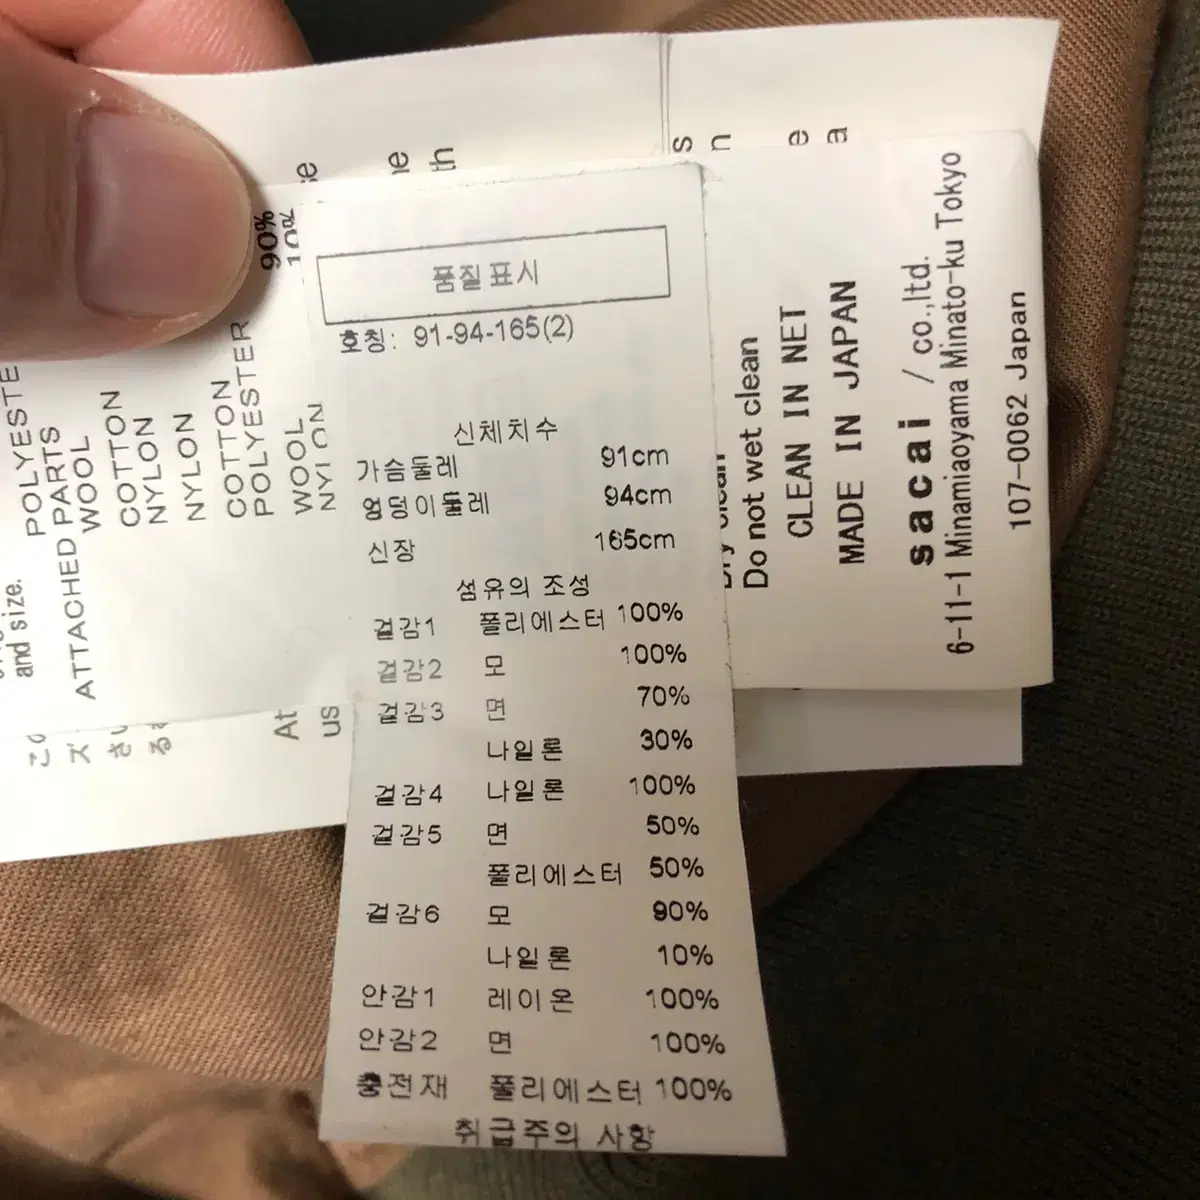 품질표시
호칭: 91-94-165(2)
신체치수
가슴둘레 91cm
엉덩이둘레 94cm
신장 165cm
섬유의 조성
겉감1 폴리에스터 100%
겉감2 모 100%
겉감3 면 70%
나일론 30%
겉감4 나일론 100%
겉감5 면 50%
폴리에스터 50%
겉감6 모 90%
나일론 10%
안감1 레이온 100%
안감2 면 100%
충전재 폴리에스터 100%
취급주의 사항
Do not wet clean
CLEAN IN NET
MADE IN JAPAN
sacai / co.,ltd.
6-11-1 Minamiaoyama Minato-ku Tokyo
107-0062 Japan
and size.
POLYESTE
ATTACHED PARTS
WOOL
COTTON
NYLON
NYLON
COTTON
POLYESTER 90%
WOOL 10%
NYLON